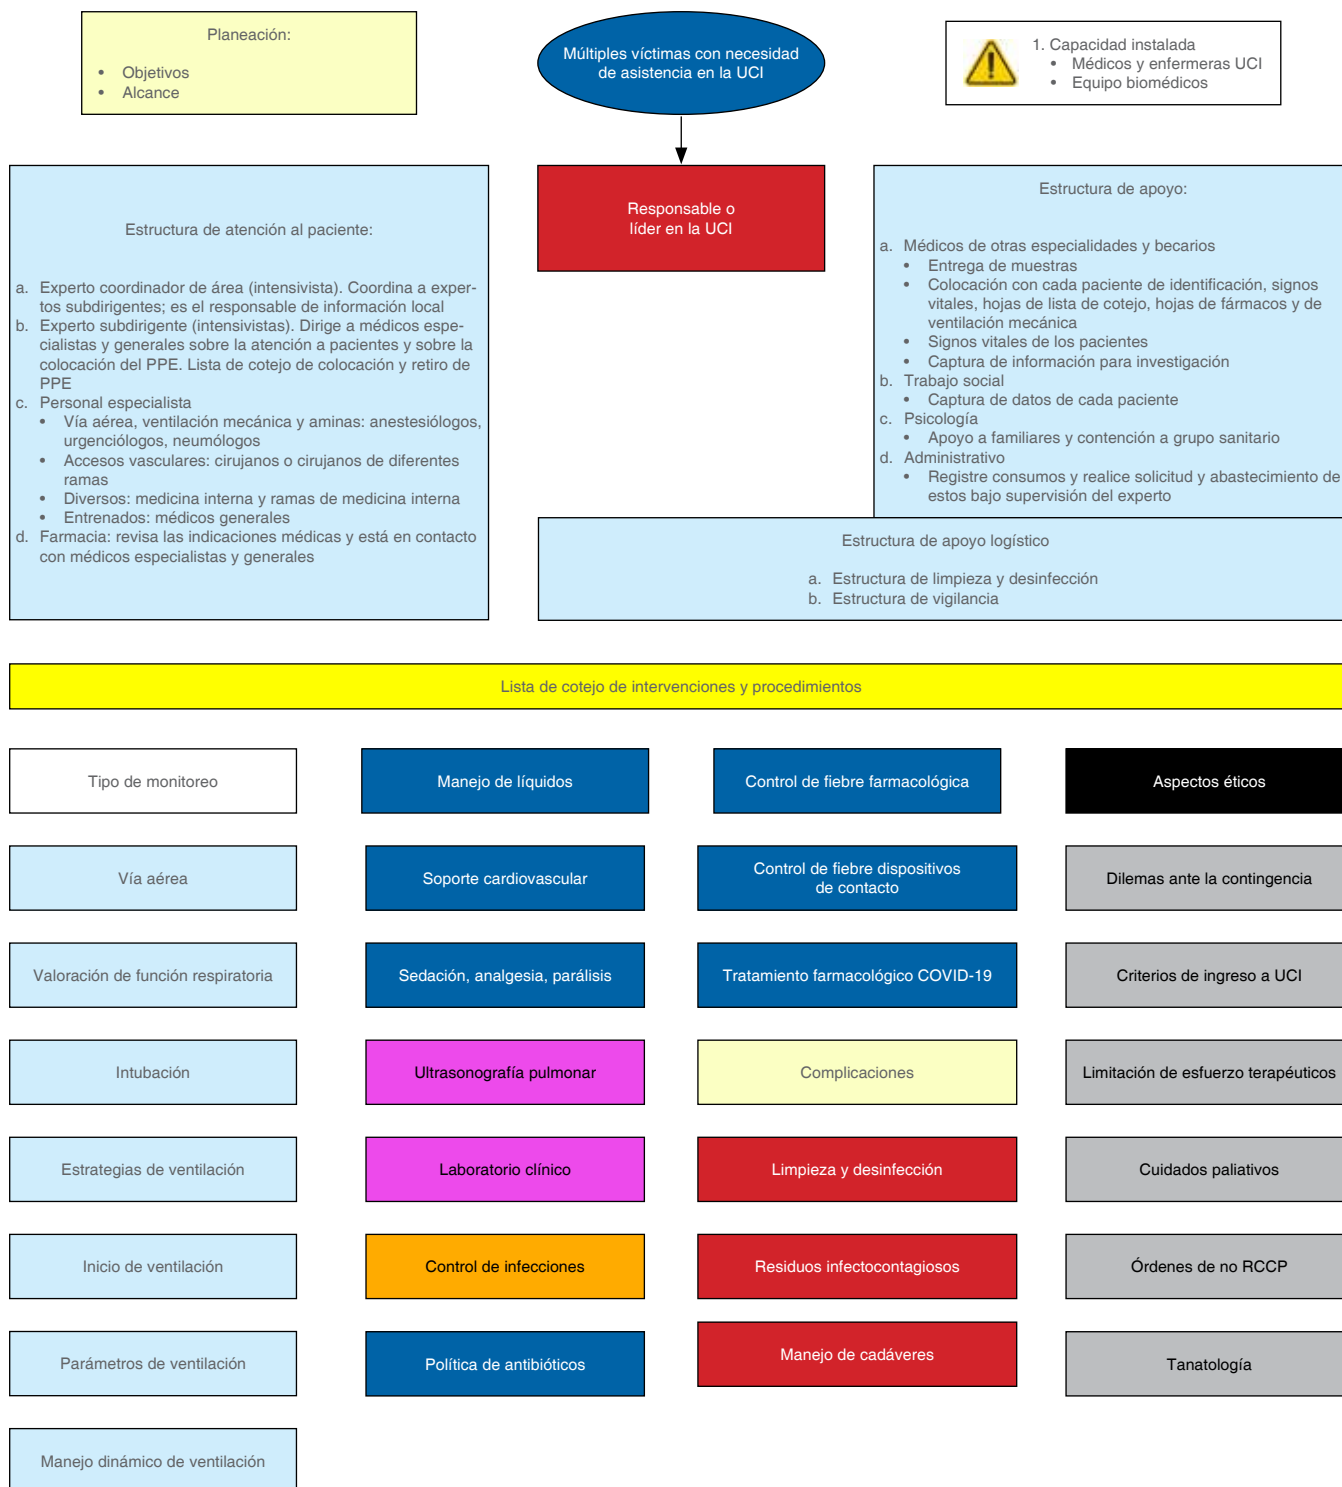 Planeación:
• Objetivos
• Alcance
Múltiples víctimas con necesidad
de asistencia en la UCI
1. Capacidad instalada
• Médicos y enfermeras UCI
• Equipo biomédicos
Estructura de atención al paciente:
a. Experto coordinador de área (intensivista). Coordina a exper-
tos subdirigentes; es el responsable de información local
b. Experto subdirigente (intensivistas). Dirige a médicos espe-
cialistas y generales sobre la atención a pacientes y sobre la
colocación del PPE. Lista de cotejo de colocación y retiro de
PPE
c. Personal especialista
• Vía aérea, ventilación mecánica y aminas: anestesiólogos,
urgenciólogos, neumólogos
• Accesos vasculares: cirujanos o cirujanos de diferentes
ramas
• Diversos: medicina interna y ramas de medicina interna
• Entrenados: médicos generales
d. Farmacia: revisa las indicaciones médicas y está en contacto
con médicos especialistas y generales
Responsable o
líder en la UCI
Estructura de apoyo:
a. Médicos de otras especialidades y becarios
• Entrega de muestras
• Colocación con cada paciente de identificación, signos
vitales, hojas de lista de cotejo, hojas de fármacos y de
ventilación mecánica
• Signos vitales de los pacientes
• Captura de información para investigación
b. Trabajo social
• Captura de datos de cada paciente
c. Psicología
• Apoyo a familiares y contención a grupo sanitario
d. Administrativo
• Registre consumos y realice solicitud y abastecimiento de
estos bajo supervisión del experto
Estructura de apoyo logístico
a. Estructura de limpieza y desinfección
b. Estructura de vigilancia
Lista de cotejo de intervenciones y procedimientos
Tipo de monitoreo
Manejo de líquidos
Control de fiebre farmacológica
Aspectos éticos
Vía aérea
Soporte cardiovascular
Control de fiebre dispositivos
de contacto
Dilemas ante la contingencia
Valoración de función respiratoria
Sedación, analgesia, parálisis
Tratamiento farmacológico COVID-19
Criterios de ingreso a UCI
Intubación
Ultrasonografía pulmonar
Complicaciones
Limitación de esfuerzo terapéuticos
Estrategias de ventilación
Laboratorio clínico
Limpieza y desinfección
Cuidados paliativos
Inicio de ventilación
Control de infecciones
Residuos infectocontagiosos
Órdenes de no RCCP
Parámetros de ventilación
Política de antibióticos
Manejo de cadáveres
Tanatología
Manejo dinámico de ventilación